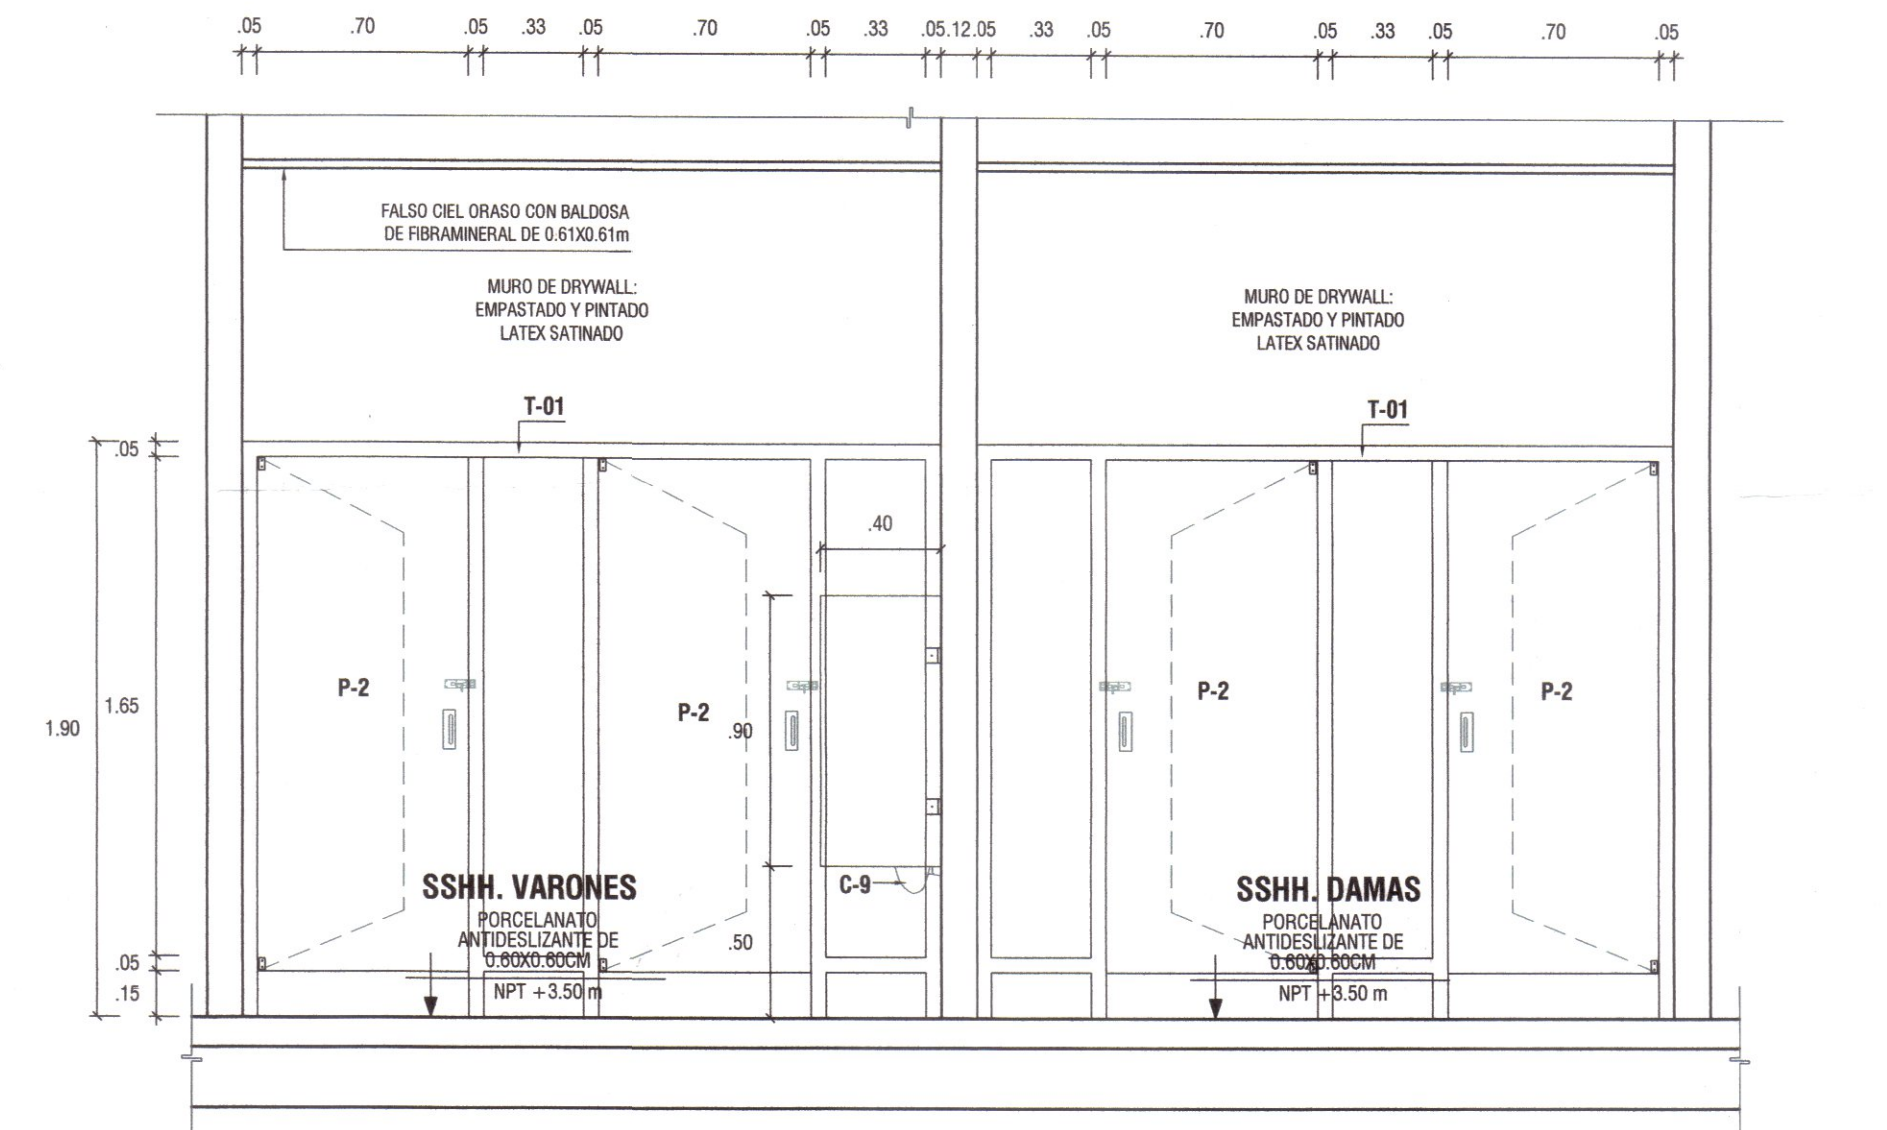 .05 .70 .05 .33 .05 .70 .05 .33 .05 .12 .05 .33 .05 .70 .05 .33 .05 .70 .05
FALSO CIEL ORASO CON BALDOSA
DE FIBRAMINERAL DE 0.61X0.61m
MURO DE DRYWALL:
EMPASTADO Y PINTADO
LATEX SATINADO
MURO DE DRYWALL:
EMPASTADO Y PINTADO
LATEX SATINADO
T-01
T-01
.05
1.65
1.90
.05
.15
.40
P-2
P-2
.90
P-2
P-2
C-9
.50
SSHH. VARONES
PORCELANATO
ANTIDESLIZANTE DE
0.60X0.60CM
NPT +3.50 m
SSHH. DAMAS
PORCELANATO
ANTIDESLIZANTE DE
0.60X0.60CM
NPT +3.50 m